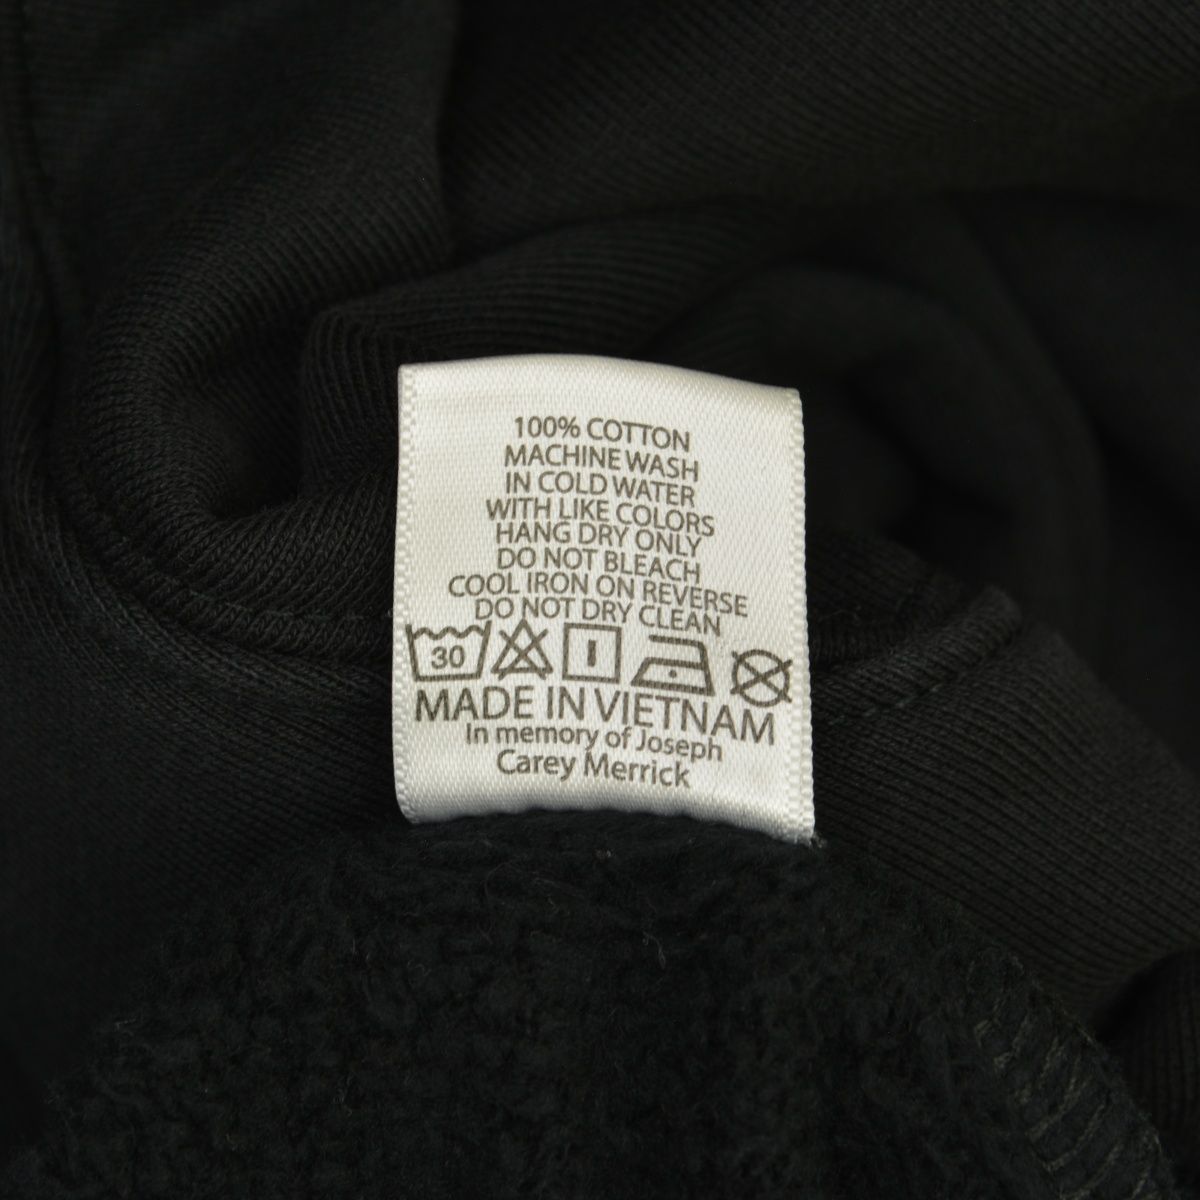 100% COTTON
MACHINE WASH
IN COLD WATER
WITH LIKE COLORS
HANG DRY ONLY
DO NOT BLEACH
COOL IRON ON REVERSE
DO NOT DRY CLEAN
30
MADE IN VIETNAM
In memory of Joseph
Carey Merrick